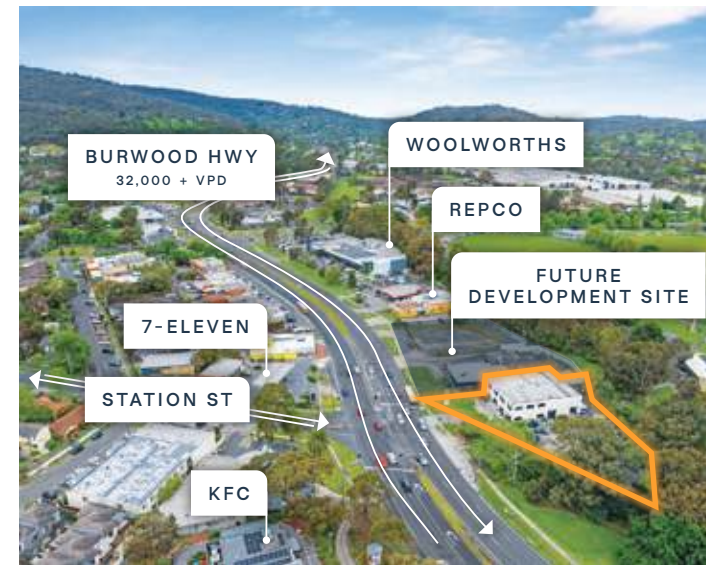 BURWOOD HWY
32,000 + VPD
WOOLWORTHS
REPCO
FUTURE
DEVELOPMENT SITE
7-ELEVEN
STATION ST
KFC